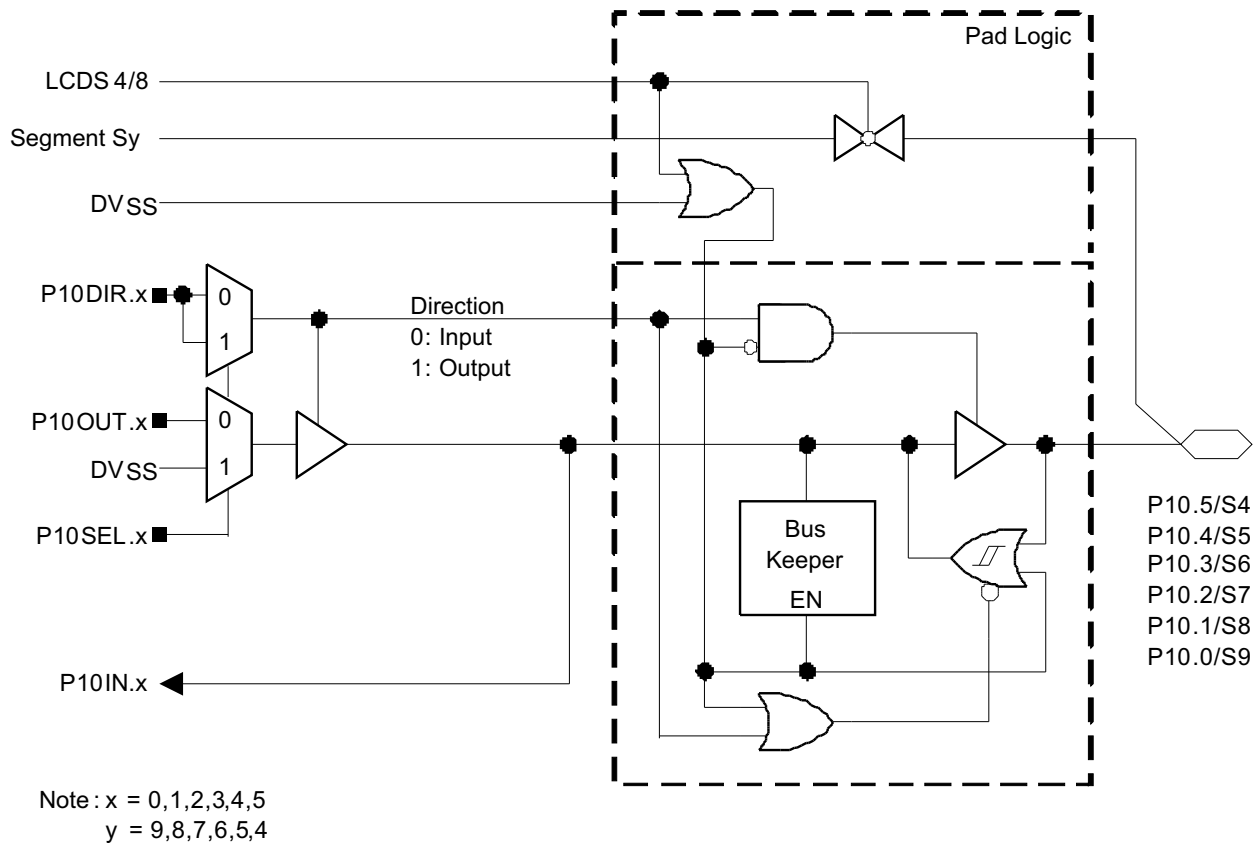 Pad Logic
LCDS 4/8
Segment Sy
DVSS
P10DIR.x
0
1
Direction
0: Input
1: Output
P10OUT.x
0
DVSS
1
P10SEL.x
Bus
Keeper
EN
P10.5/S4
P10.4/S5
P10.3/S6
P10.2/S7
P10.1/S8
P10.0/S9
P10IN.x
Note: x = 0,1,2,3,4,5
y = 9,8,7,6,5,4